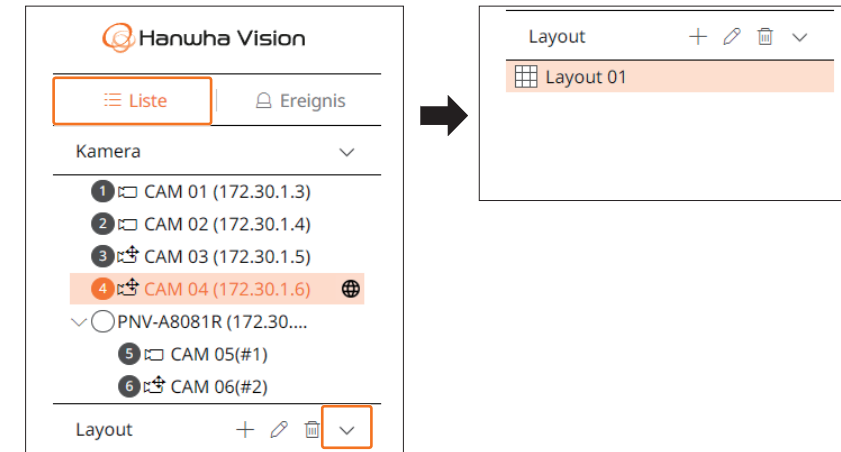 Hanwha Vision
Liste
Ereignis
Kamera
1 CAM 01 (172.30.1.3)
2 CAM 02 (172.30.1.4)
3 CAM 03 (172.30.1.5)
4 CAM 04 (172.30.1.6)
PNV-A8081R (172.30....
5 CAM 05(#1)
6 CAM 06(#2)
Layout
Layout
Layout 01